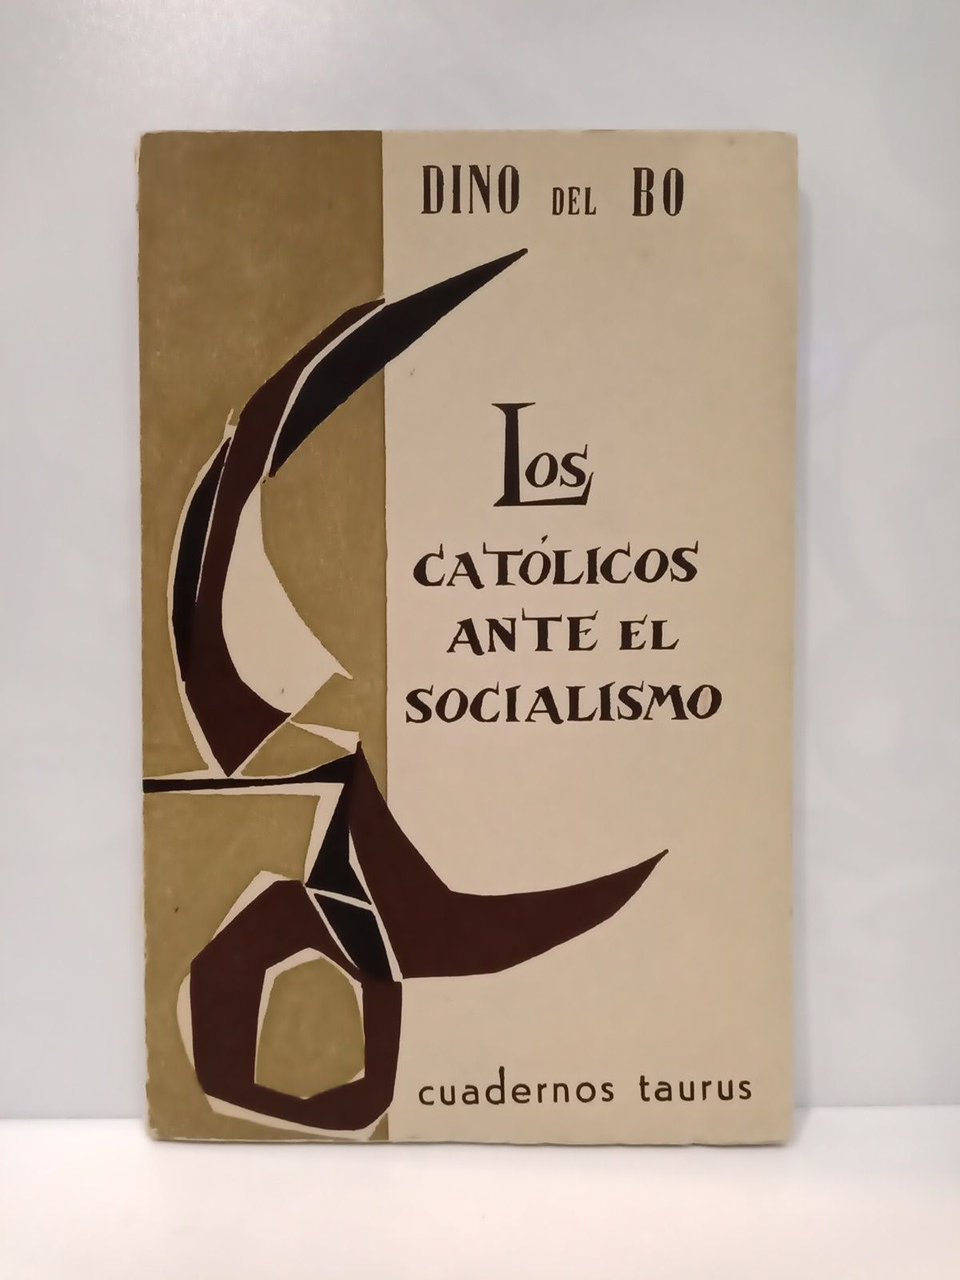 DINO DEL BO
LOS
CATÓLICOS
ANTE EL
SOCIALISMO
cuadernos taurus